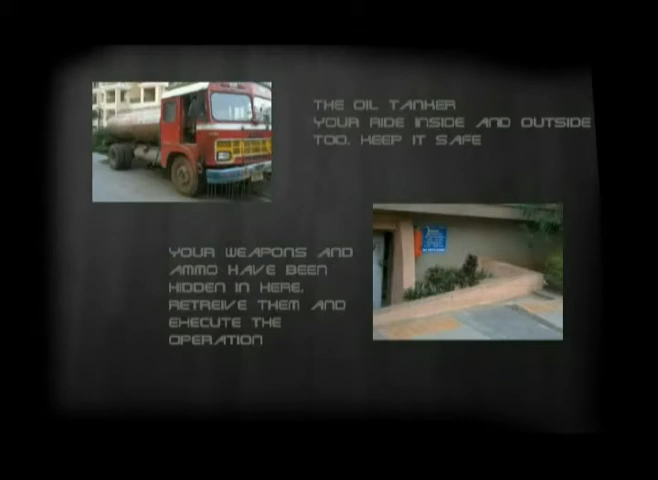 THE OIL TANKER
YOUR RIDE INSIDE AND OUTSIDE
TOO. KEEP IT SAFE
YOUR WEAPONS AND
AMMO HAVE BEEN
HIDDEN IN HERE.
RETREIVE THEM AND
EXECUTE THE
OPERATION